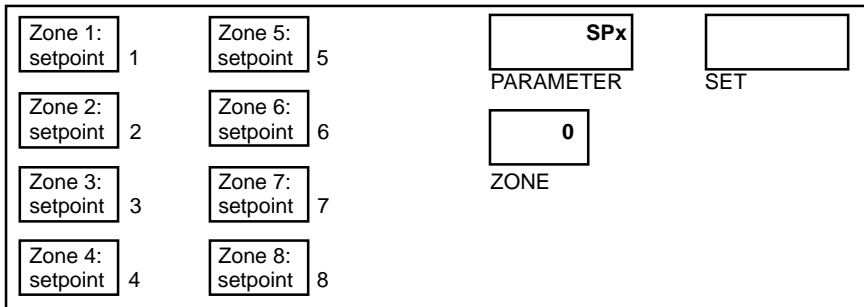 Zone 1:
setpoint 1
Zone 2:
setpoint 2
Zone 3:
setpoint 3
Zone 4:
setpoint 4
Zone 5:
setpoint 5
Zone 6:
setpoint 6
Zone 7:
setpoint 7
Zone 8:
setpoint 8
SPx
PARAMETER
SET
0
ZONE